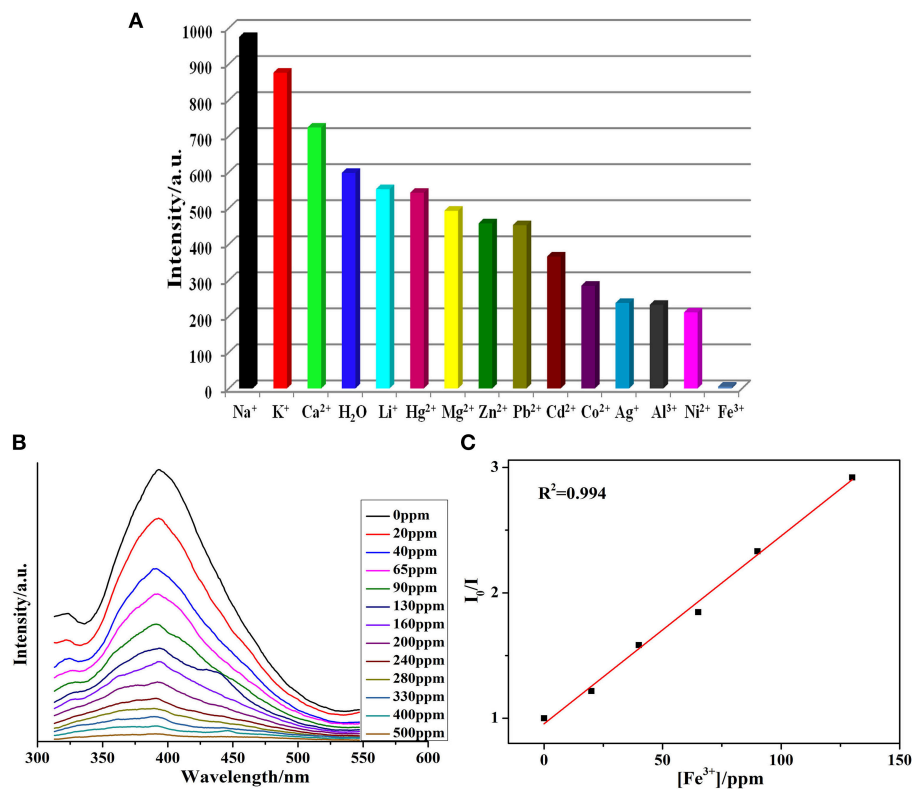 A
Intensity/a.u.
1000
900
800
700
600
500
400
300
200
100
0
Na⁺ K⁺ Ca²⁺ H₂O Li⁺ Hg²⁺ Mg²⁺ Zn²⁺ Pb²⁺ Cd²⁺ Co²⁺ Ag⁺ Al³⁺ Ni²⁺ Fe³⁺
B
Intensity/a.u.
0ppm
20ppm
40ppm
65ppm
90ppm
130ppm
160ppm
200ppm
240ppm
280ppm
330ppm
400ppm
500ppm
300 350 400 450 500 550 600
Wavelength/nm
C
R²=0.994
I₀/I
3
2
1
0 50 100 150
[Fe³⁺]/ppm